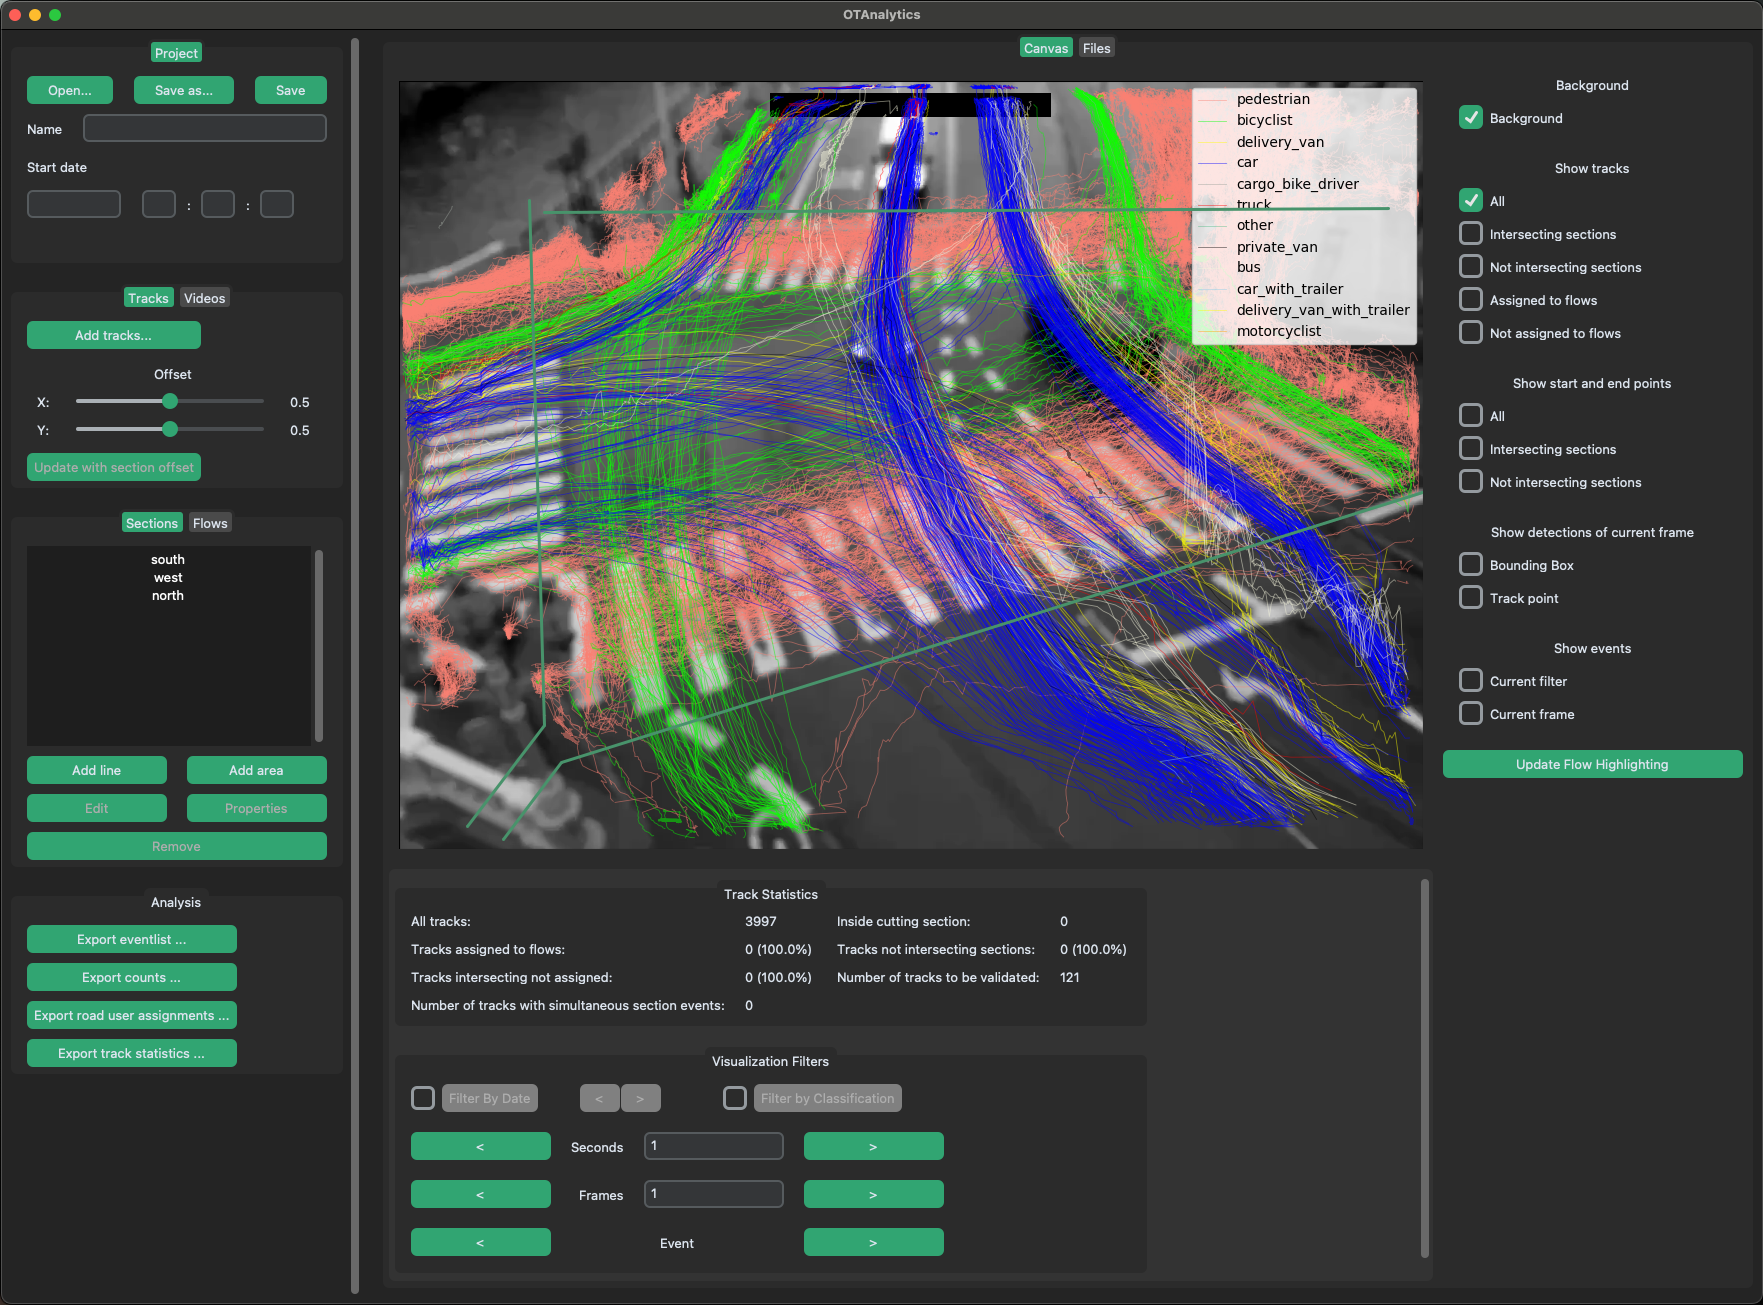 OTAnalytics
Project
Open...
Save as...
Save
Name
Start date
:
:
Tracks
Videos
Add tracks...
Offset
X:
0.5
Y:
0.5
Update with section offset
Sections
Flows
south
west
north
Add line
Add area
Edit
Properties
Remove
Analysis
Export eventlist ...
Export counts ...
Export road user assignments ...
Export track statistics ...
Canvas
Files
pedestrian
bicyclist
delivery_van
car
cargo_bike_driver
truck
other
private_van
bus
car_with_trailer
delivery_van_with_trailer
motorcyclist
Track Statistics
All tracks:
3997
Inside cutting section:
0
Tracks assigned to flows:
0 (100.0%)
Tracks not intersecting sections:
0 (100.0%)
Tracks intersecting not assigned:
0 (100.0%)
Number of tracks to be validated:
121
Number of tracks with simultaneous section events:
0
Visualization Filters
Filter By Date
<
>
Filter by Classification
<
Seconds
1
>
<
Frames
1
>
<
Event
>
Background
Background
Show tracks
All
Intersecting sections
Not intersecting sections
Assigned to flows
Not assigned to flows
Show start and end points
All
Intersecting sections
Not intersecting sections
Show detections of current frame
Bounding Box
Track point
Show events
Current filter
Current frame
Update Flow Highlighting